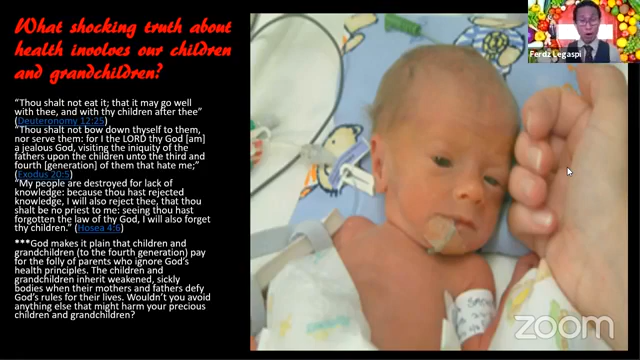 What shocking truth about
health involves our children
and grandchildren?
"Thou shalt not eat it; that it may go well
with thee, and with thy children after thee"
(Deuteronomy 12:25)
"Thou shalt not bow down thyself to them,
nor serve them: for I the LORD thy God [am]
a jealous God, visiting the iniquity of the
fathers upon the children unto the third and
fourth [generation] of them that hate me;"
(Exodus 20:5)
"My people are destroyed for lack of
knowledge: because thou hast rejected
knowledge, I will also reject thee, that thou
shalt be no priest to me: seeing thou hast
forgotten the law of thy God, I will also forget
thy children." (Hosea 4:6)
***God makes it plain that children and
grandchildren (to the fourth generation) pay
for the folly of parents who ignore God's
health principles. The children and
grandchildren inherit weakened, sickly
bodies when their mothers and fathers defy
God's rules for their lives. Wouldn't you avoid
anything else that might harm your precious
children and grandchildren?
Ferdz Legaspi
zoom